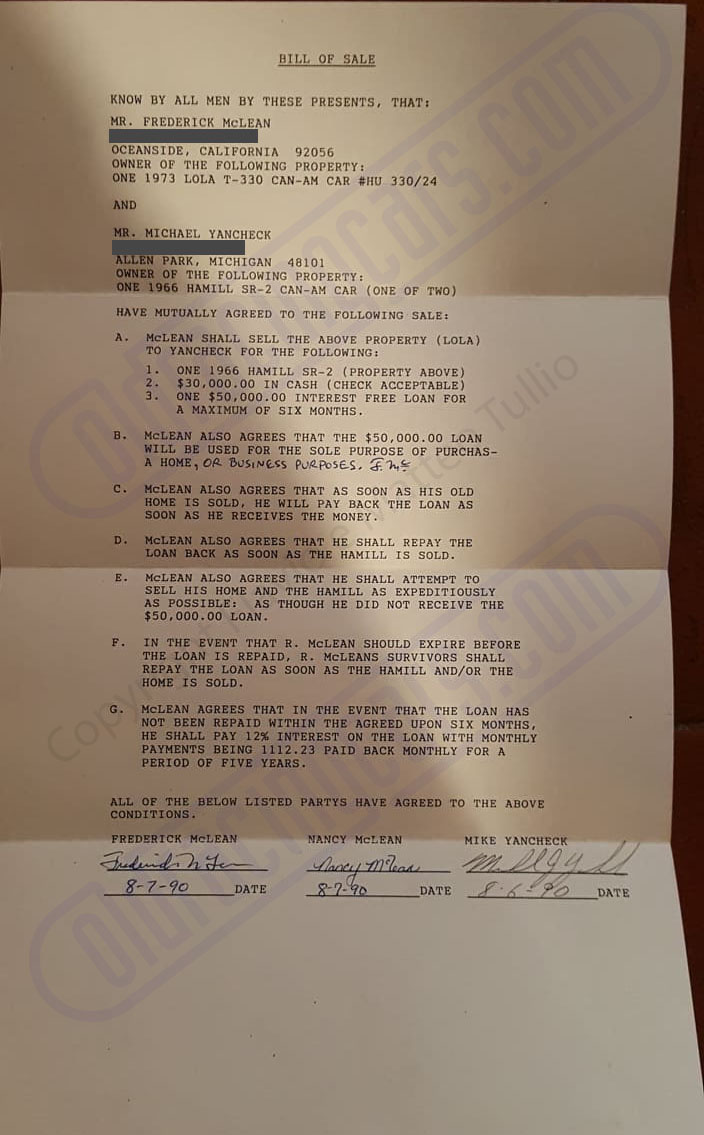 BILL OF SALE
KNOW BY ALL MEN BY THESE PRESENTS, THAT:
MR. FREDERICK McLEAN
OCEANSIDE, CALIFORNIA 92056
OWNER OF THE FOLLOWING PROPERTY:
ONE 1973 LOLA T-330 CAN-AM CAR #HU 330/24
AND
MR. MICHAEL YANCHECK
ALLEN PARK, MICHIGAN 48101
OWNER OF THE FOLLOWING PROPERTY:
ONE 1966 HAMILL SR-2 CAN-AM CAR (ONE OF TWO)
HAVE MUTUALLY AGREED TO THE FOLLOWING SALE:
A. McLEAN SHALL SELL THE ABOVE PROPERTY (LOLA)
TO YANCHECK FOR THE FOLLOWING:
1. ONE 1966 HAMILL SR-2 (PROPERTY ABOVE)
2. $30,000.00 IN CASH (CHECK ACCEPTABLE)
3. ONE $50,000.00 INTEREST FREE LOAN FOR
A MAXIMUM OF SIX MONTHS.
B. McLEAN ALSO AGREES THAT THE $50,000.00 LOAN
WILL BE USED FOR THE SOLE PURPOSE OF PURCHAS-
A HOME, OR BUSINESS PURPOSES.
C. McLEAN ALSO AGREES THAT AS SOON AS HIS OLD
HOME IS SOLD, HE WILL PAY BACK THE LOAN AS
SOON AS HE RECEIVES THE MONEY.
D. McLEAN ALSO AGREES THAT HE SHALL REPAY THE
LOAN BACK AS SOON AS THE HAMILL IS SOLD.
E. McLEAN ALSO AGREES THAT HE SHALL ATTEMPT TO
SELL HIS HOME AND THE HAMILL AS EXPEDITIOUSLY
AS POSSIBLE: AS THOUGH HE DID NOT RECEIVE THE
$50,000.00 LOAN.
F. IN THE EVENT THAT R. McLEAN SHOULD EXPIRE BEFORE
THE LOAN IS REPAID, R. McLEANS SURVIVORS SHALL
REPAY THE LOAN AS SOON AS THE HAMILL AND/OR THE
HOME IS SOLD.
G. McLEAN AGREES THAT IN THE EVENT THAT THE LOAN HAS
NOT BEEN REPAID WITHIN THE AGREED UPON SIX MONTHS,
HE SHALL PAY 12% INTEREST ON THE LOAN WITH MONTHLY
PAYMENTS BEING 1112.23 PAID BACK MONTHLY FOR A
PERIOD OF FIVE YEARS.
ALL OF THE BELOW LISTED PARTYS HAVE AGREED TO THE ABOVE
CONDITIONS.
FREDERICK McLEAN NANCY McLEAN MIKE YANCHECK
Nancy McLean
8-7-90 DATE 8-7-90 DATE 8-6-90 DATE
oldracingcars.com
oldracingcars.com
Tullio